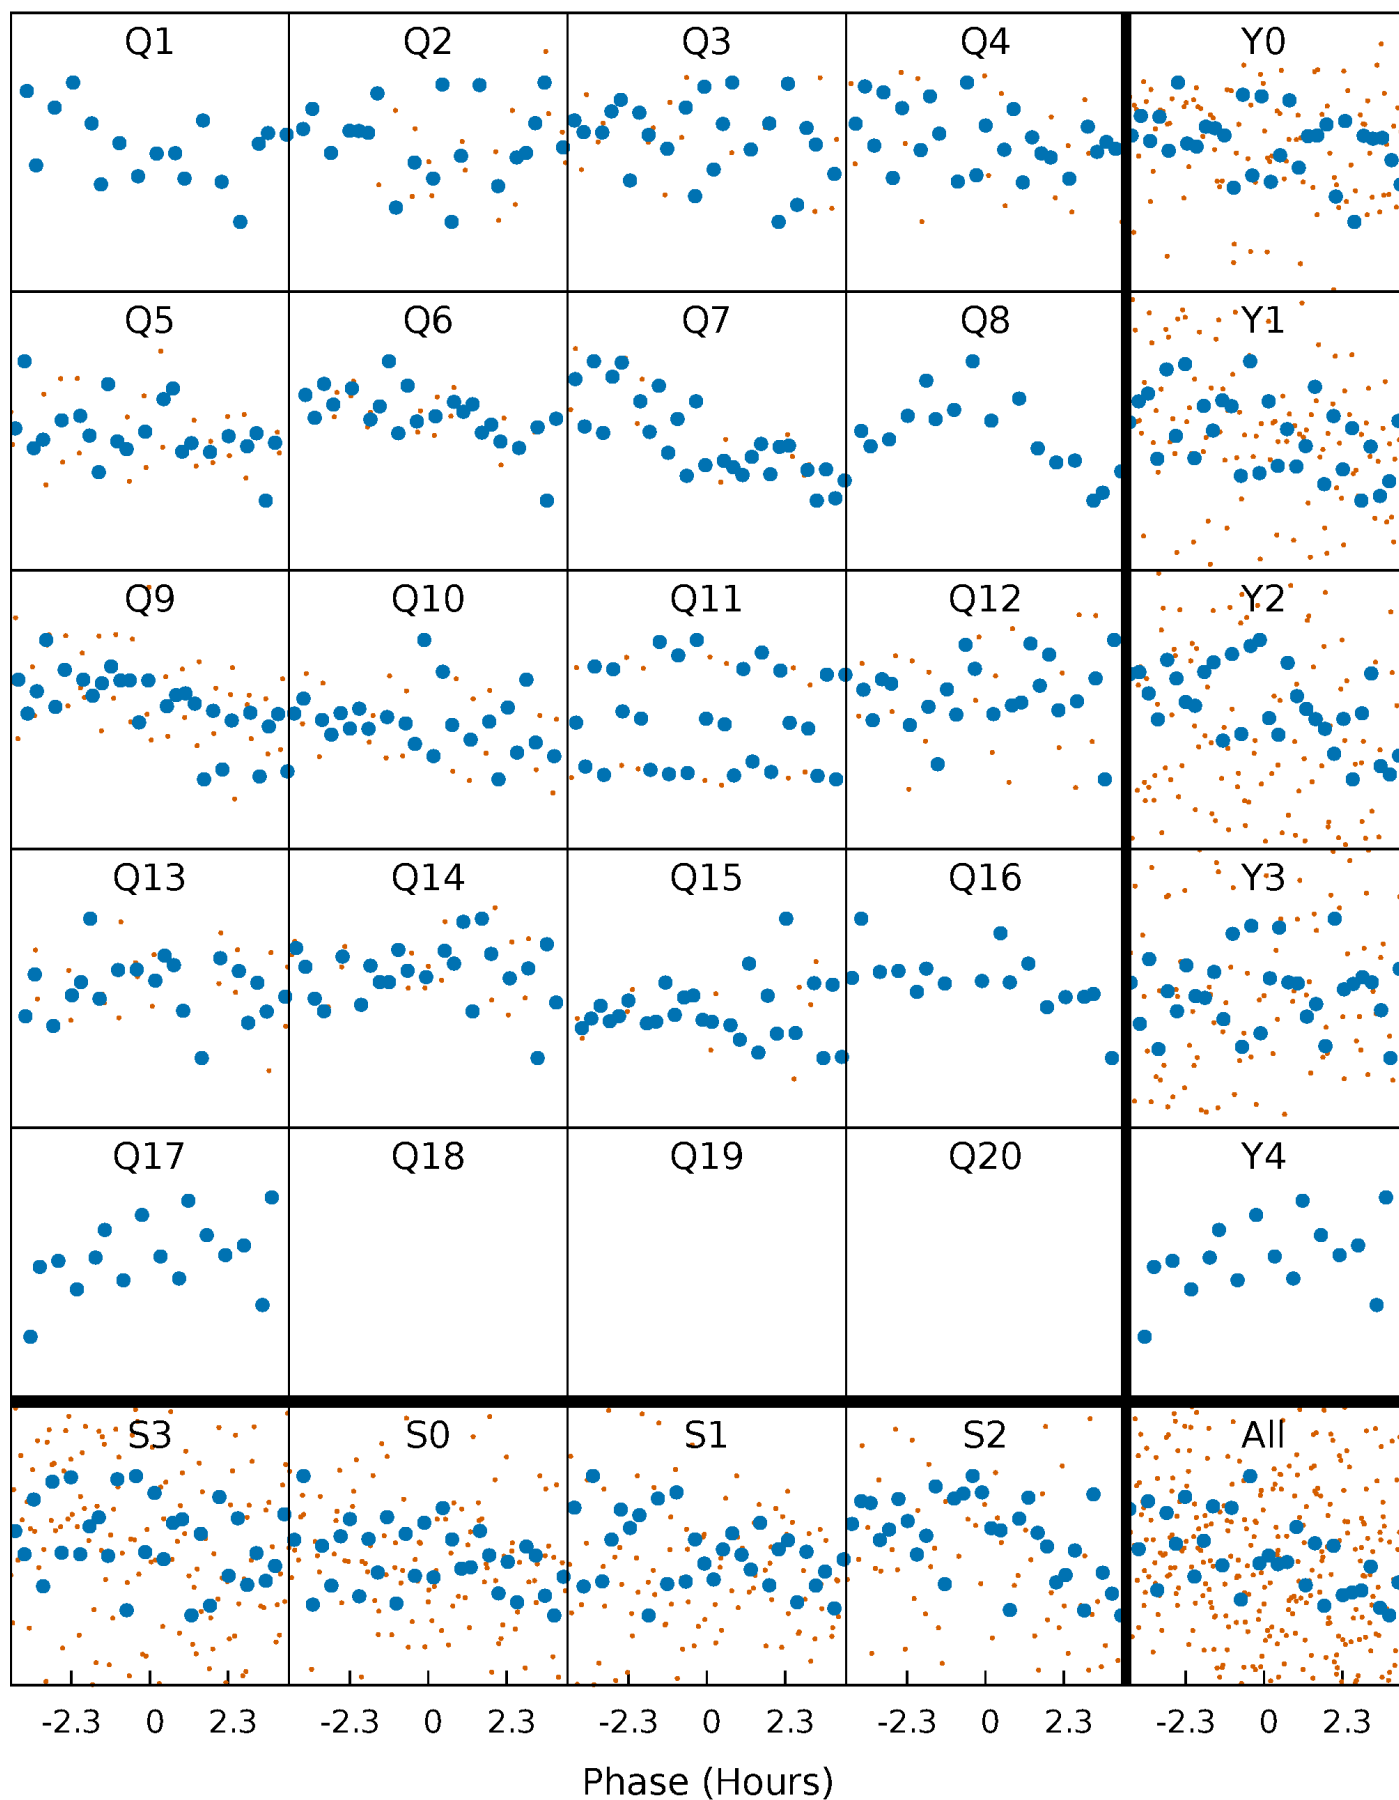 Q1 Q2 Q3 Q4 Y0
Q5 Q6 Q7 Q8 Y1
Q9 Q10 Q11 Q12 Y2
Q13 Q14 Q15 Q16 Y3
Q17 Q18 Q19 Q20 Y4
S3 S0 S1 S2 All
-2.3 0 2.3 -2.3 0 2.3 -2.3 0 2.3 -2.3 0 2.3 -2.3 0 2.3
Phase (Hours)